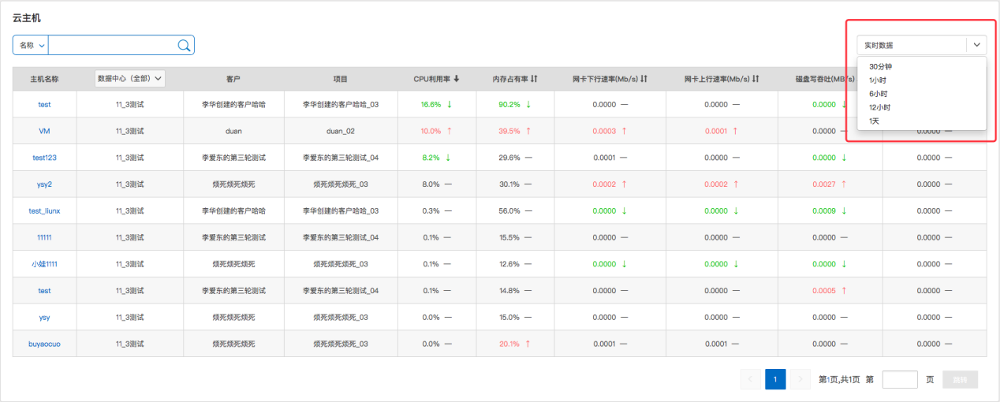 云主机
名称
实时数据
30分钟
1小时
6小时
12小时
1天
主机名称 数据中心（全部） 客户 项目 CPU利用率 内存占有率 网卡下行速率(Mb/s) 网卡上行速率(Mb/s) 磁盘写吞吐(MB/s)
test 11_3测试 李华创建的客户哈哈 李华创建的客户哈哈_03 16.6% ↓ 90.2% ↓ 0.0000 — 0.0000 — 0.0000 ↓
VM 11_3测试 duan duan_02 10.0% ↑ 39.5% ↑ 0.0003 ↑ 0.0001 ↑ 0.0000 — 0.0000 —
test123 11_3测试 李爱东的第三轮测试 李爱东的第三轮测试_04 8.2% ↓ 29.6% — 0.0001 — 0.0000 — 0.0000 ↓ 0.0000 —
ysy2 11_3测试 烦死烦死烦死 烦死烦死烦死_03 8.0% — 30.1% — 0.0002 ↑ 0.0002 ↑ 0.0027 ↑ 0.0000 —
test_liunx 11_3测试 李华创建的客户哈哈 李华创建的客户哈哈_03 0.3% — 56.0% — 0.0000 ↓ 0.0000 ↓ 0.0009 ↓ 0.0000 —
11111 11_3测试 李爱东的第三轮测试 李爱东的第三轮测试_04 0.1% — 15.5% — 0.0000 — 0.0000 — 0.0000 — 0.0000 —
小娃1111 11_3测试 烦死烦死烦死 烦死烦死烦死_03 0.1% — 12.6% — 0.0000 ↓ 0.0000 ↓ 0.0000 ↓ 0.0000 —
test 11_3测试 李爱东的第三轮测试 李爱东的第三轮测试_04 0.1% — 14.8% — 0.0000 — 0.0000 — 0.0005 ↑ 0.0000 —
ysy 11_3测试 烦死烦死烦死 烦死烦死烦死_03 0.0% — 15.0% — 0.0000 — 0.0000 — 0.0000 — 0.0000 —
buyaocuo 11_3测试 烦死烦死烦死 烦死烦死烦死_03 0.0% — 20.1% ↑ 0.0001 — 0.0001 — 0.0000 — 0.0000 —
< 1 > 第1页,共1页 第 页 跳转